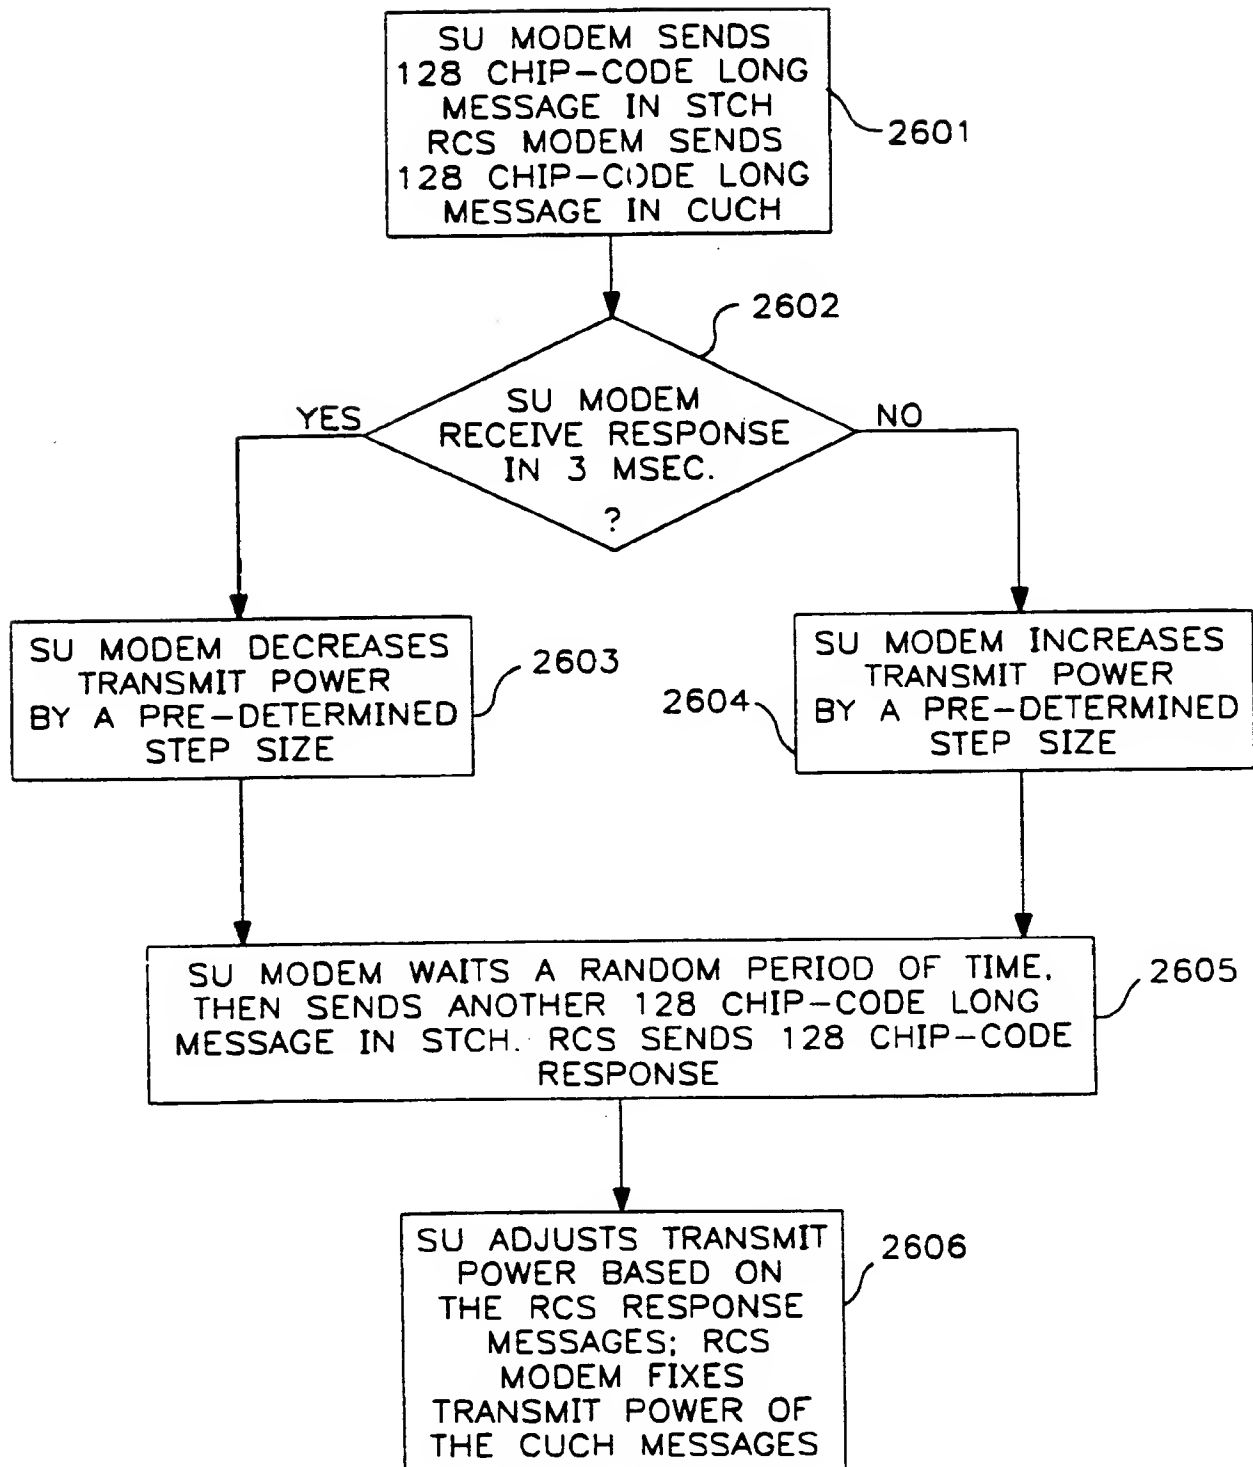 SU MODEM SENDS
128 CHIP-CODE LONG
MESSAGE IN STCH
RCS MODEM SENDS
128 CHIP-CODE LONG
MESSAGE IN CUCH
2601
2602
SU MODEM
RECEIVE RESPONSE
IN 3 MSEC.
?
YES
NO
SU MODEM DECREASES
TRANSMIT POWER
BY A PRE-DETERMINED
STEP SIZE
2603
SU MODEM INCREASES
TRANSMIT POWER
BY A PRE-DETERMINED
STEP SIZE
2604
SU MODEM WAITS A RANDOM PERIOD OF TIME,
THEN SENDS ANOTHER 128 CHIP-CODE LONG
MESSAGE IN STCH. RCS SENDS 128 CHIP-CODE
RESPONSE
2605
SU ADJUSTS TRANSMIT
POWER BASED ON
THE RCS RESPONSE
MESSAGES; RCS
MODEM FIXES
TRANSMIT POWER OF
THE CUCH MESSAGES
2606